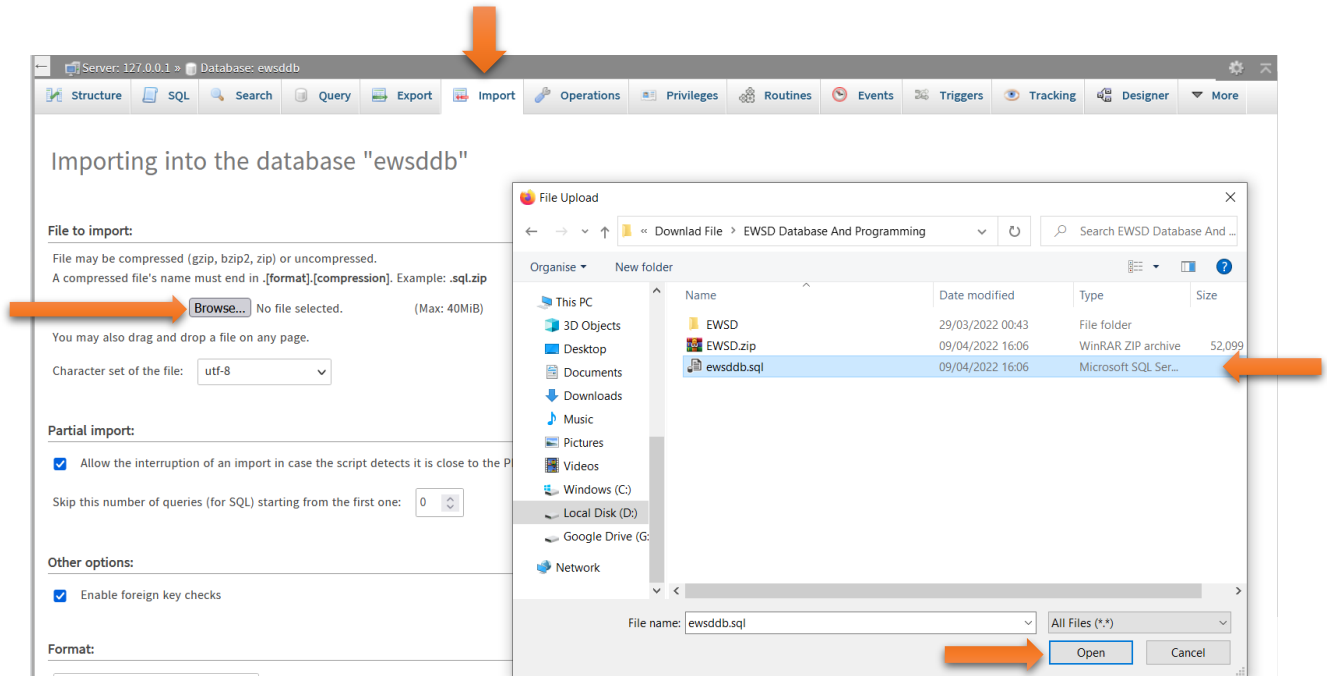 Server: 127.0.0.1 » Database: ewsddb
Structure SQL Search Query Export Import Operations Privileges Routines Events Triggers Tracking Designer More
Importing into the database "ewsddb"
File to import:
File may be compressed (gzip, bzip2, zip) or uncompressed.
A compressed file's name must end in .[format].[compression]. Example: .sql.zip
Browse... No file selected. (Max: 40MiB)
You may also drag and drop a file on any page.
Character set of the file: utf-8
Partial import:
Allow the interruption of an import in case the script detects it is close to the
Skip this number of queries (for SQL) starting from the first one: 0
Other options:
Enable foreign key checks
Format:
File Upload
« Downlad File > EWSD Database And Programming
Search EWSD Database And ...
Organise New folder
This PC
3D Objects
Desktop
Documents
Downloads
Music
Pictures
Videos
Windows (C:)
Local Disk (D:)
Google Drive (G:
Network
Name Date modified Type Size
EWSD 29/03/2022 00:43 File folder
EWSD.zip 09/04/2022 16:06 WinRAR ZIP archive 52,099
ewsddb.sql 09/04/2022 16:06 Microsoft SQL Ser...
File name: ewsddb.sql All Files (*.*)
Open Cancel